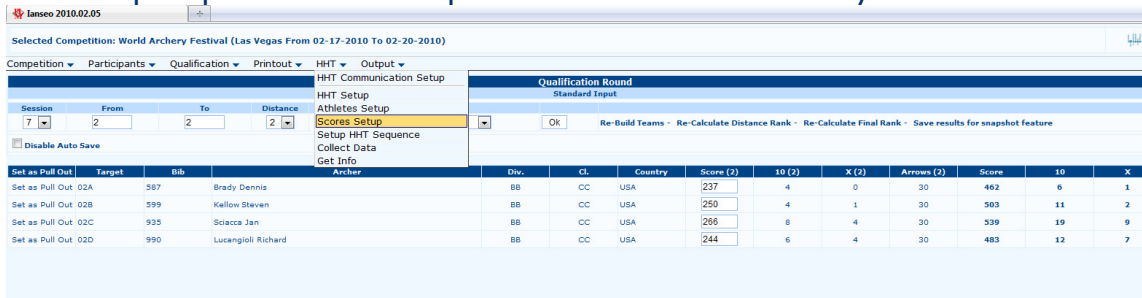 Ianseo 2010.02.05
Selected Competition: World Archery Festival (Las Vegas From 02-17-2010 To 02-20-2010)
Competition Participants Qualification Printout HHT Output
HHT Communication Setup
HHT Setup
Athletes Setup
Scores Setup
Setup HHT Sequence
Collect Data
Get Info
Qualification Round
Standard Input
Session From To Distance
7 2 2 2 Ok Re-Build Teams - Re-Calculate Distance Rank - Re-Calculate Final Rank - Save results for snapshot feature
Disable Auto Save
Set as Pull Out Target Bib Archer Div. Cl. Country Score (2) 10 (2) X (2) Arrows (2) Score 10 X
Set as Pull Out 02A 587 Brady Dennis BB CC USA 237 4 0 30 462 6 1
Set as Pull Out 02B 599 Kellow Steven BB CC USA 250 4 1 30 503 11 2
Set as Pull Out 02C 935 Sciacca Jan BB CC USA 266 8 4 30 539 19 9
Set as Pull Out 02D 990 Lucangioli Richard BB CC USA 244 6 4 30 483 12 7